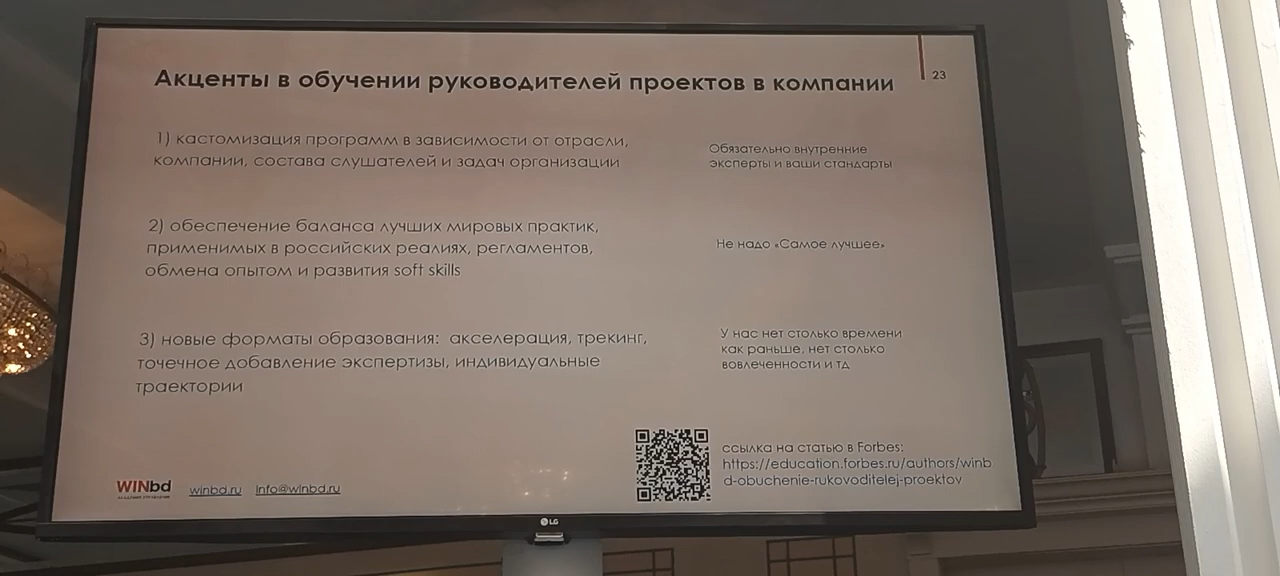 Акценты в обучении руководителей проектов в компании
23
1) кастомизация программ в зависимости от отрасли,
компании, состава слушателей и задач организации
Обязательно внутренние
эксперты и ваши стандарты
2) обеспечение баланса лучших мировых практик,
применимых в российских реалиях, регламентов,
обмена опытом и развития soft skills
Не надо «Самое лучшее»
3) новые форматы образования: акселерация, трекинг,
точечное добавление экспертизы, индивидуальные
траектории
У нас нет столько времени
как раньше, нет столько
вовлеченности и тд
ссылка на статью в Forbes:
https://education.forbes.ru/authors/winb
d-obuchenie-rukovoditelej-proektov
WINbd
АКАДЕМИЯ УПРАВЛЕНИЯ
winbd.ru info@winbd.ru
LG